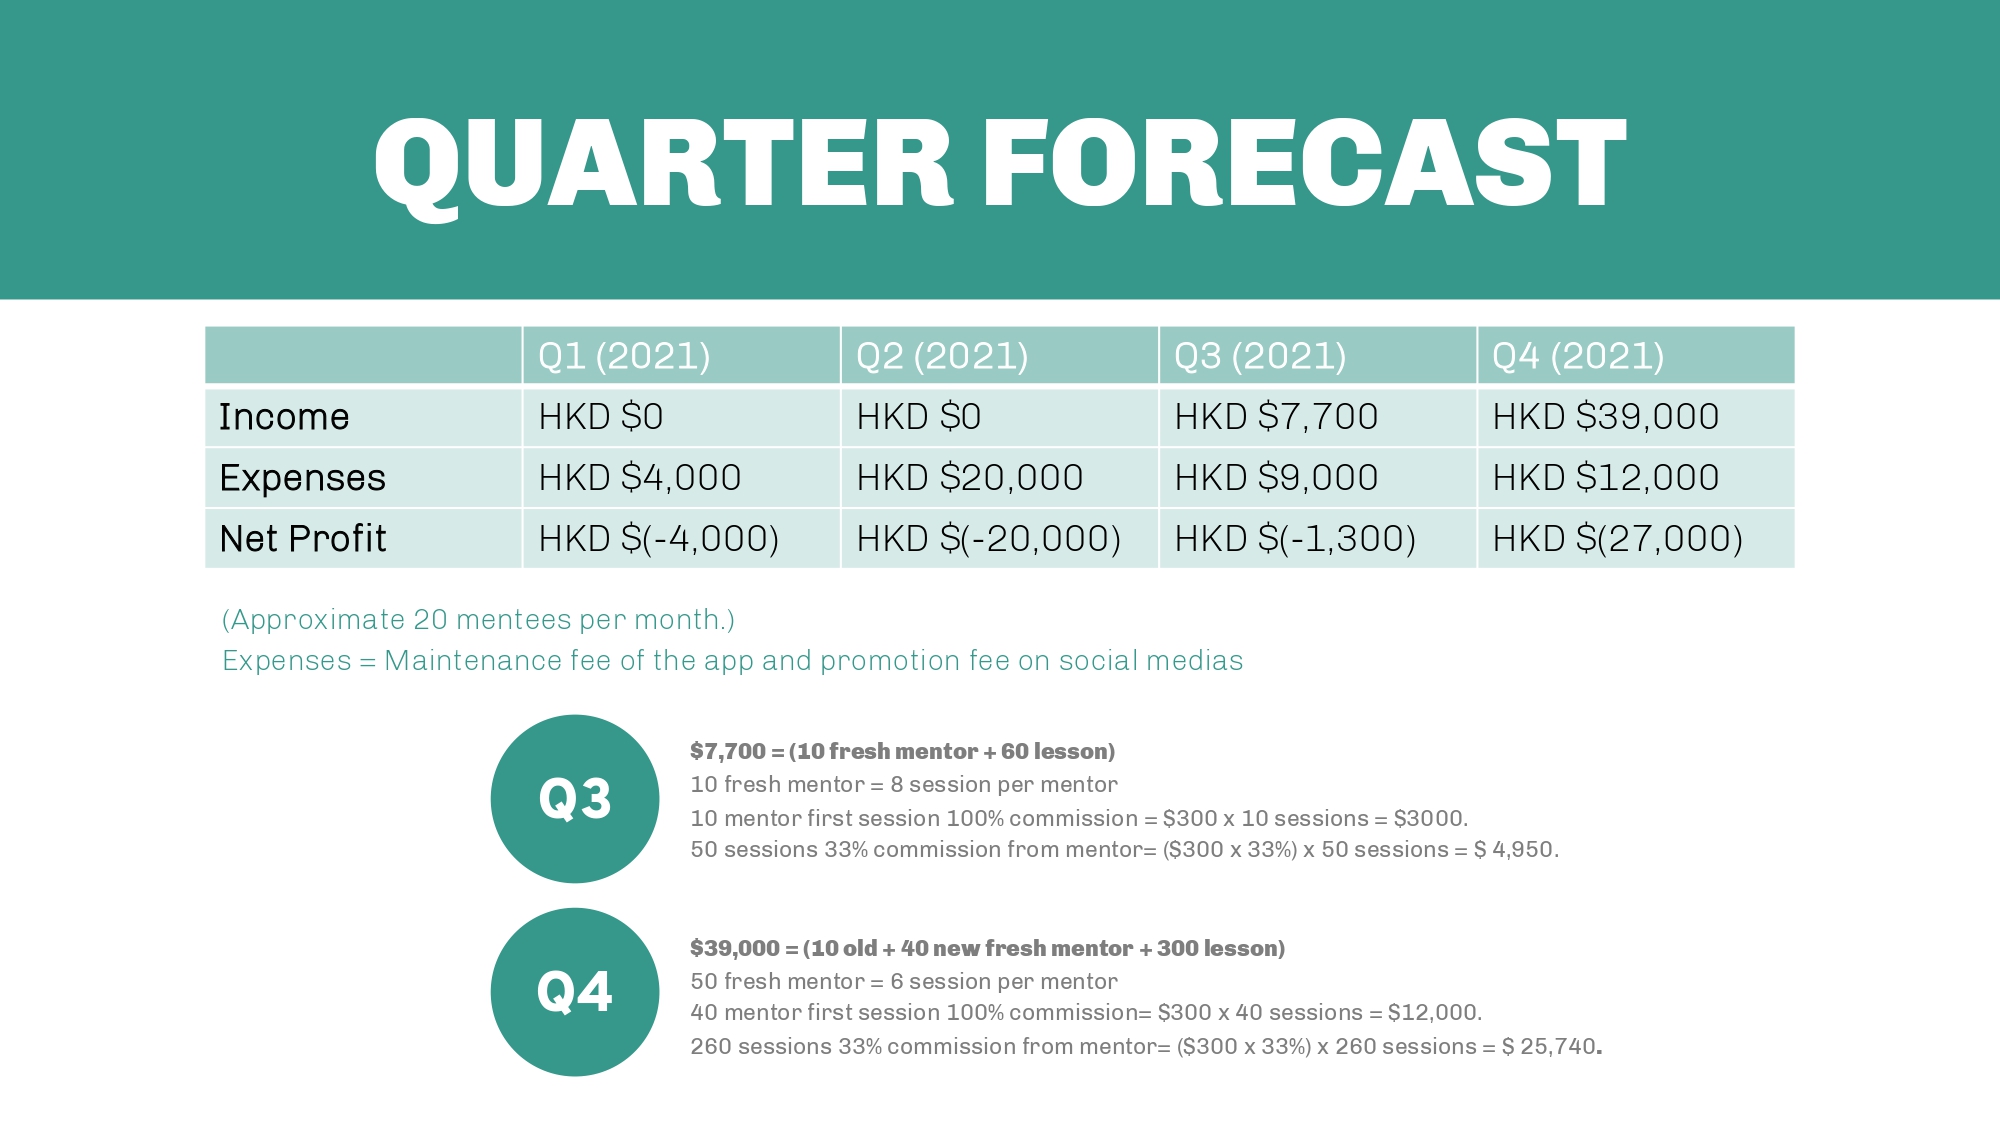 QUARTER FORECAST
Q1 (2021) Q2 (2021) Q3 (2021) Q4 (2021)
Income HKD $0 HKD $0 HKD $7,700 HKD $39,000
Expenses HKD $4,000 HKD $20,000 HKD $9,000 HKD $12,000
Net Profit HKD $(-4,000) HKD $(-20,000) HKD $(-1,300) HKD $(27,000)
(Approximate 20 mentees per month.)
Expenses = Maintenance fee of the app and promotion fee on social medias
Q3
$7,700 = (10 fresh mentor + 60 lesson)
10 fresh mentor = 8 session per mentor
10 mentor first session 100% commission = $300 x 10 sessions = $3000.
50 sessions 33% commission from mentor= ($300 x 33%) x 50 sessions = $ 4,950.
Q4
$39,000 = (10 old + 40 new fresh mentor + 300 lesson)
50 fresh mentor = 6 session per mentor
40 mentor first session 100% commission= $300 x 40 sessions = $12,000.
260 sessions 33% commission from mentor= ($300 x 33%) x 260 sessions = $ 25,740.